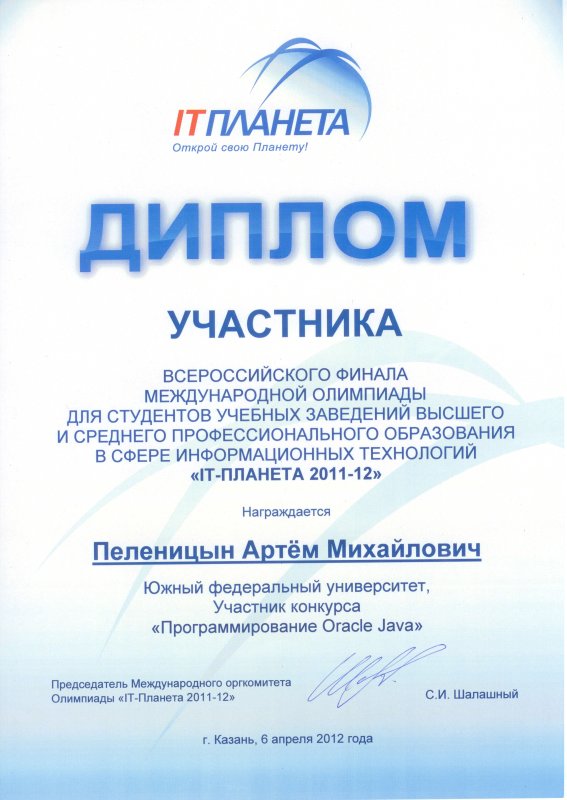 ITПЛАНЕТА
Открой свою Планету!
ДИПЛОМ
УЧАСТНИКА
ВСЕРОССИЙСКОГО ФИНАЛА
МЕЖДУНАРОДНОЙ ОЛИМПИАДЫ
ДЛЯ СТУДЕНТОВ УЧЕБНЫХ ЗАВЕДЕНИЙ ВЫСШЕГО
И СРЕДНЕГО ПРОФЕССИОНАЛЬНОГО ОБРАЗОВАНИЯ
В СФЕРЕ ИНФОРМАЦИОННЫХ ТЕХНОЛОГИЙ
«IT-ПЛАНЕТА 2011-12»
Награждается
Пеленицын Артём Михайлович
Южный федеральный университет,
Участник конкурса
«Программирование Oracle Java»
Председатель Международного оргкомитета
Олимпиады «IT-Планета 2011-12»
С.И. Шалашный
г. Казань, 6 апреля 2012 года